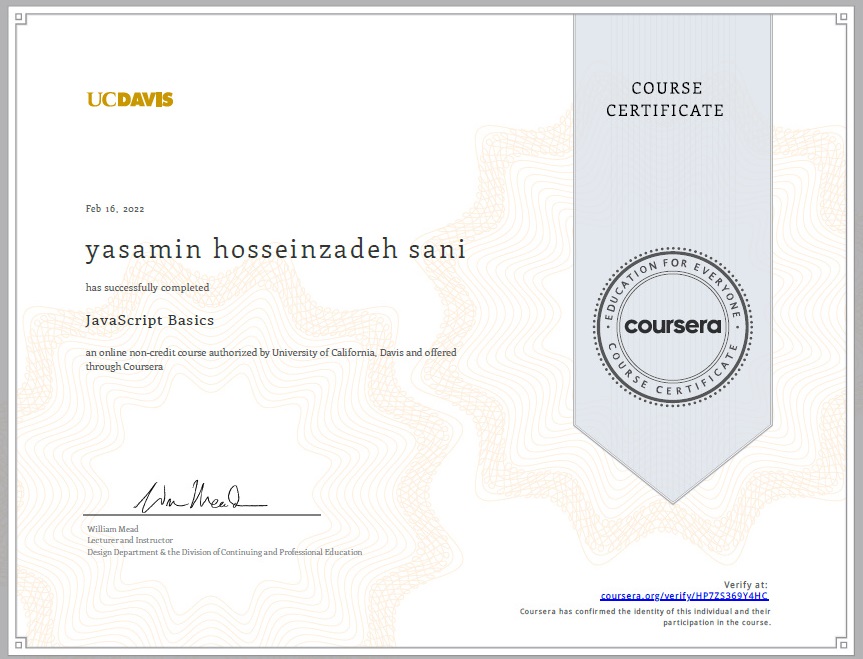 UCDAVIS
COURSE
CERTIFICATE
Feb 16, 2022
yasamin hosseinzadeh sani
has successfully completed
JavaScript Basics
an online non-credit course authorized by University of California, Davis and offered
through Coursera
EDUCATION FOR EVERYONE
coursera
COURSE CERTIFICATE
William Mead
Lecturer and Instructor
Design Department & the Division of Continuing and Professional Education
Verify at:
coursera.org/verify/HP7ZS369Y4HC
Coursera has confirmed the identity of this individual and their
participation in the course.